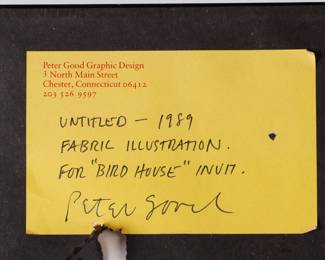 Peter Good Graphic Design
3 North Main Street
Chester, Connecticut 06412
203 526 9597
UNTITLED – 1989
FABRIC ILLUSTRATION.
FOR "BIRD HOUSE" INVIT.
Peter Good